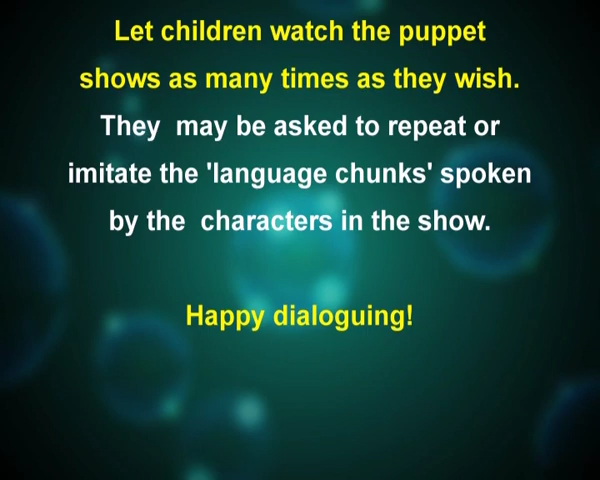 Let children watch the puppet
shows as many times as they wish.
They  may be asked to repeat or
imitate the 'language chunks' spoken
by the  characters in the show.
Happy dialoguing!